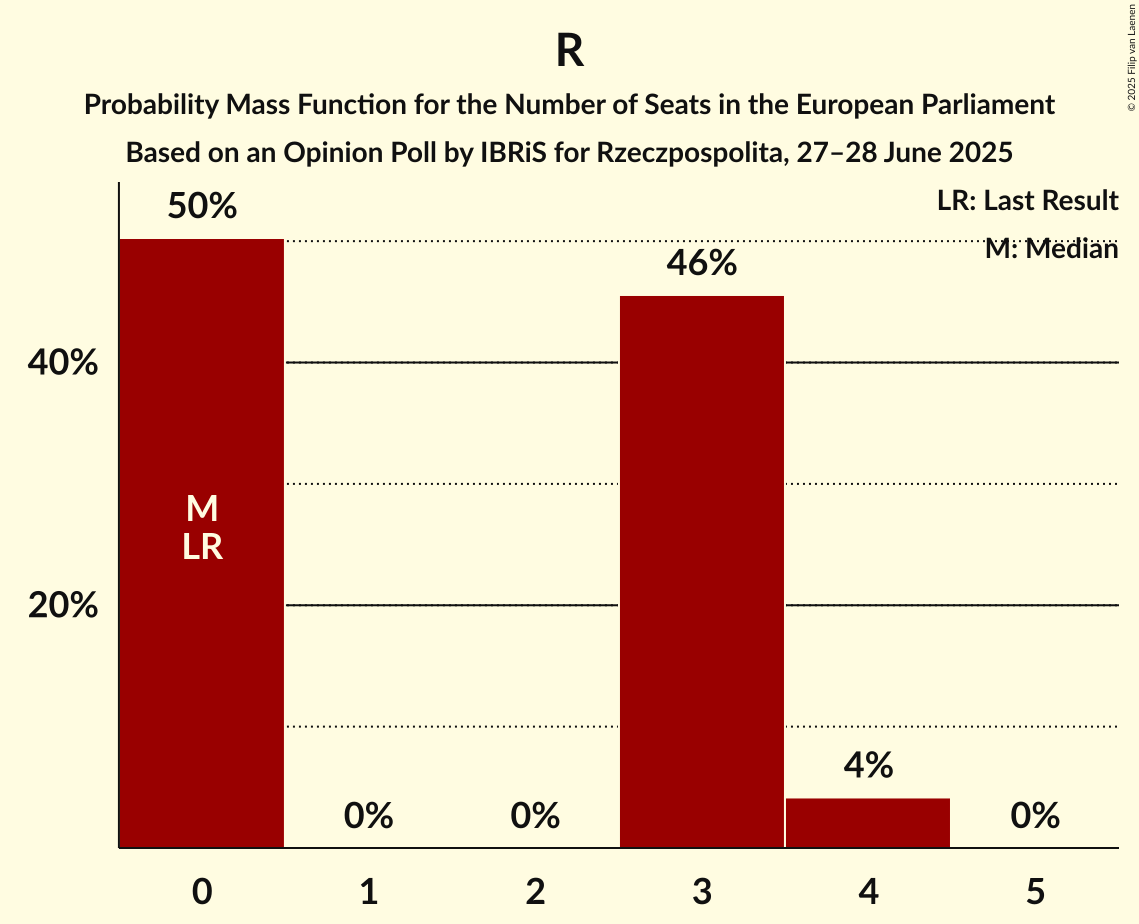 R
Probability Mass Function for the Number of Seats in the European Parliament
Based on an Opinion Poll by IBRiS for Rzeczpospolita, 27–28 June 2025
© 2025 Filip van Laenen
LR: Last Result
M: Median
50%
46%
40%
M
LR
20%
4%
0%
0%
0%
0
1
2
3
4
5